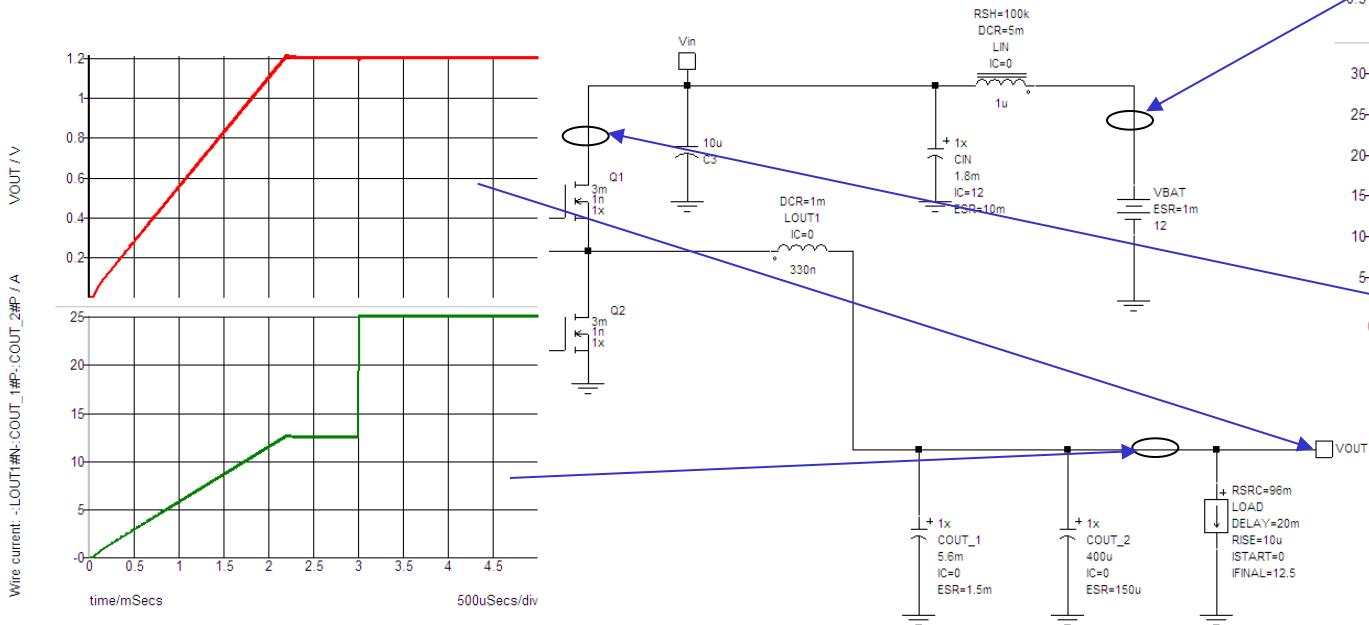 VOUT / V
1.2
1
0.8
0.6
0.4
0.2
Wire current: -:LOUT1#N-:COUT_1#P-:COUT_2#P / A
25
20
15
10
5
-0
0 0.5 1 1.5 2 2.5 3 3.5 4 4.5
time/mSecs 500uSecs/div
Vin
RSH=100k
DCR=5m
LIN
IC=0
1u
10u
C3
+ 1x
CIN
1.8m
IC=12
ESR=10m
VBAT
ESR=1m
12
Q1
3m
1n
1x
DCR=1m
LOUT1
IC=0
330n
Q2
3m
1n
1x
VOUT
+ 1x
COUT_1
5.6m
IC=0
ESR=1.5m
+ 1x
COUT_2
400u
IC=0
ESR=150u
+ RSRC=96m
LOAD
DELAY=20m
RISE=10u
ISTART=0
IFINAL=12.5
30
25
20
15
10
5